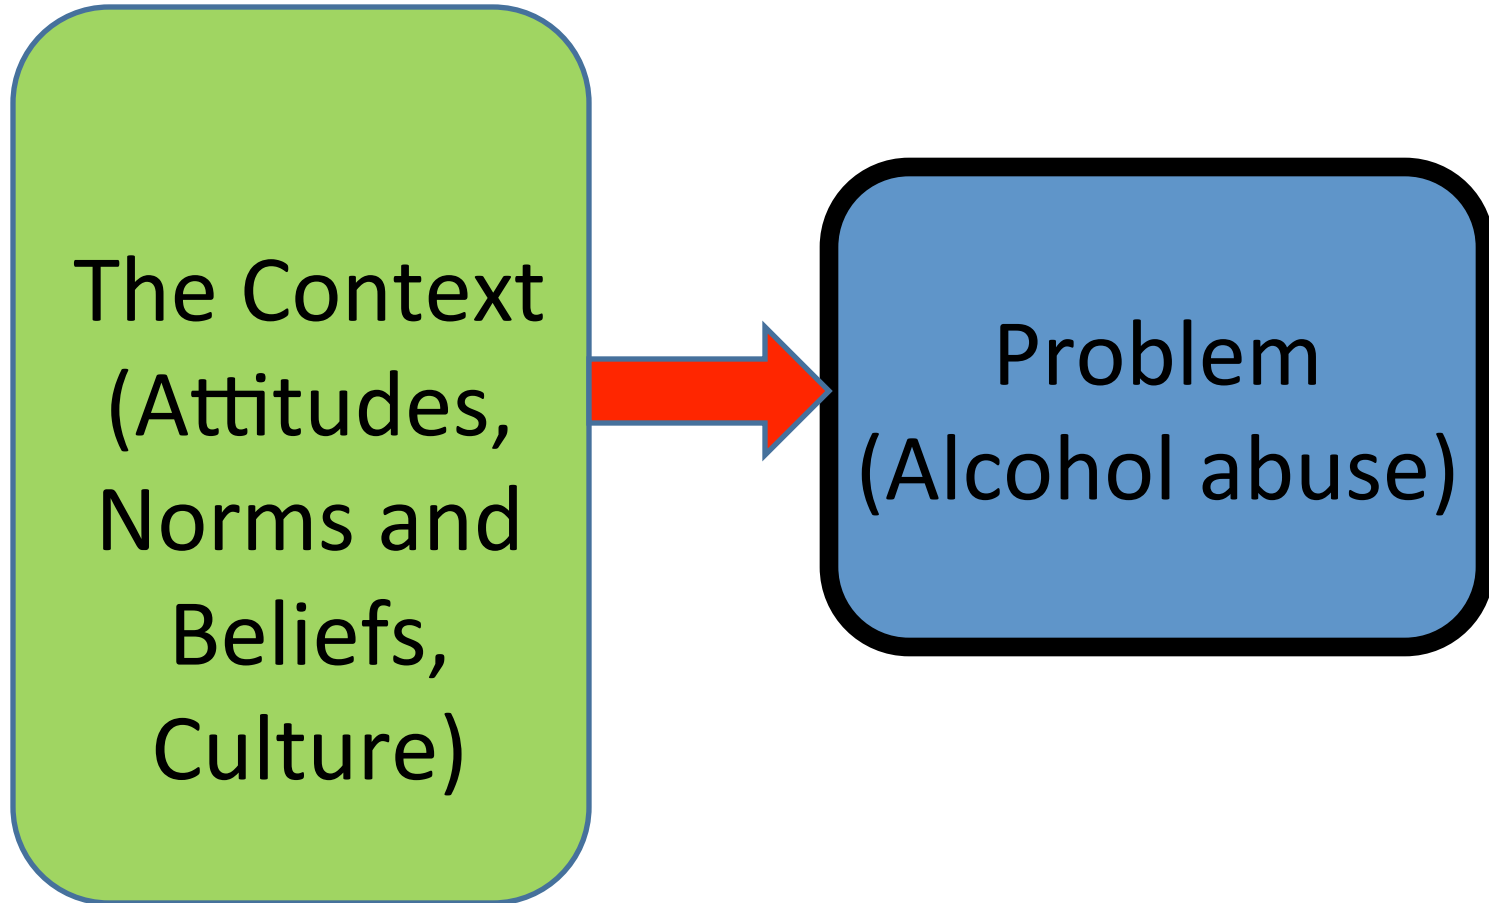 The Context
(Attitudes,
Norms and
Beliefs,
Culture)
Problem
(Alcohol abuse)